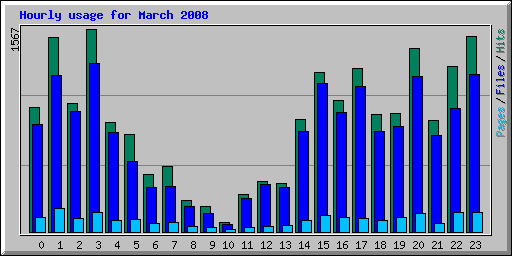 Hourly usage for March 2008
1567
Pages / Files / Hits
0 1 2 3 4 5 6 7 8 9 10 11 12 13 14 15 16 17 18 19 20 21 22 23